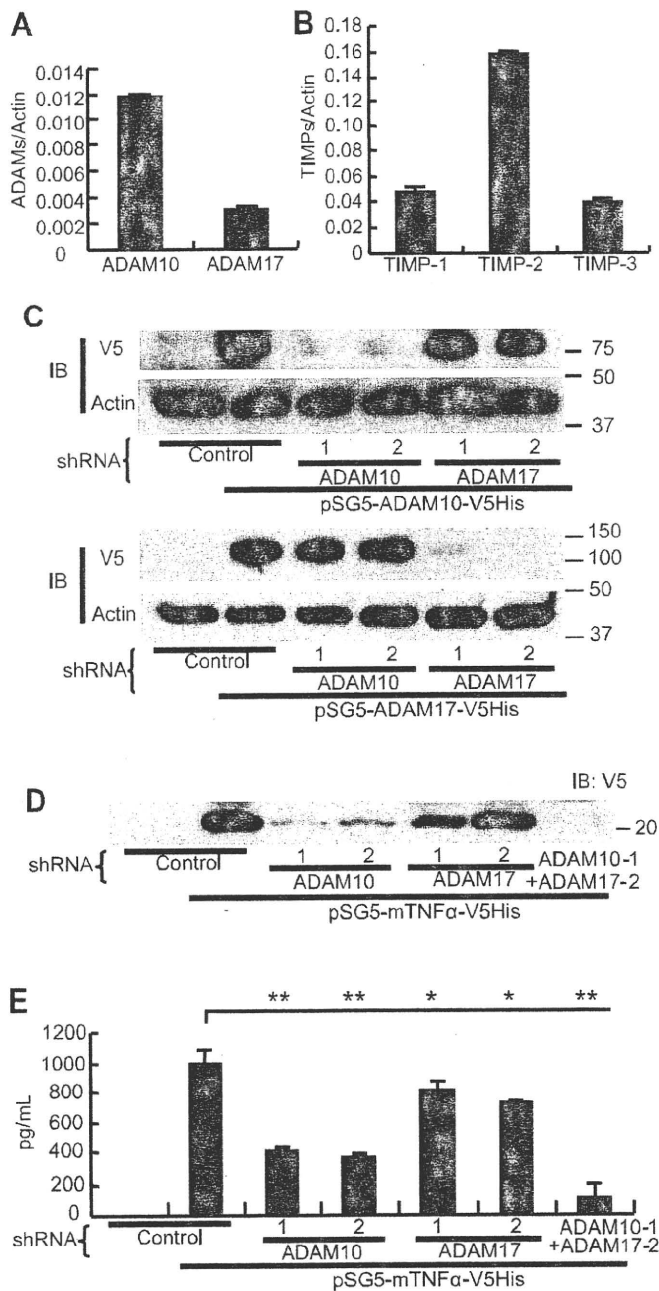 A
ADAMs/Actin
0.014
0.012
0.010
0.008
0.006
0.004
0.002
0
ADAM10 ADAM17
B
TIMPs/Actin
0.18
0.16
0.14
0.12
0.10
0.08
0.06
0.04
0.02
0
TIMP-1 TIMP-2 TIMP-3
C
IB
V5
75
50
Actin
37
shRNA{
Control
1 2 1 2
ADAM10 ADAM17
pSG5-ADAM10-V5His
IB
V5
150
100
50
Actin
37
shRNA{
Control
1 2 1 2
ADAM10 ADAM17
pSG5-ADAM17-V5His
D
IB: V5
20
shRNA{
Control
1 2 1 2 ADAM10-1
ADAM10 ADAM17 +ADAM17-2
pSG5-mTNFα-V5His
E
** ** * * **
pg/mL
1200
1000
800
600
400
200
0
shRNA{
Control
1 2 1 2 ADAM10-1
ADAM10 ADAM17 +ADAM17-2
pSG5-mTNFα-V5His